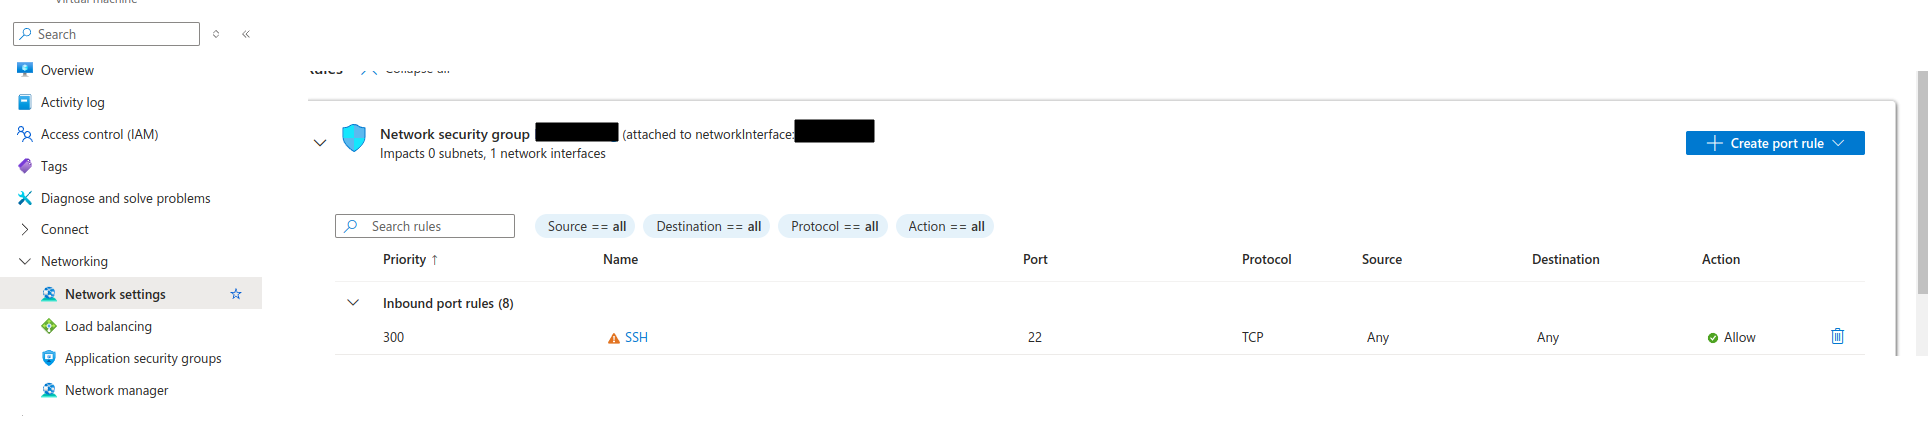 Virtual machine
Search
Overview
Activity log
Access control (IAM)
Tags
Diagnose and solve problems
Connect
Networking
Network settings
Load balancing
Application security groups
Network manager
Rules Collapse all
Network security group (attached to networkInterface:
Impacts 0 subnets, 1 network interfaces
Create port rule
Search rules Source == all Destination == all Protocol == all Action == all
Priority ↑ Name Port Protocol Source Destination Action
Inbound port rules (8)
300 SSH 22 TCP Any Any Allow